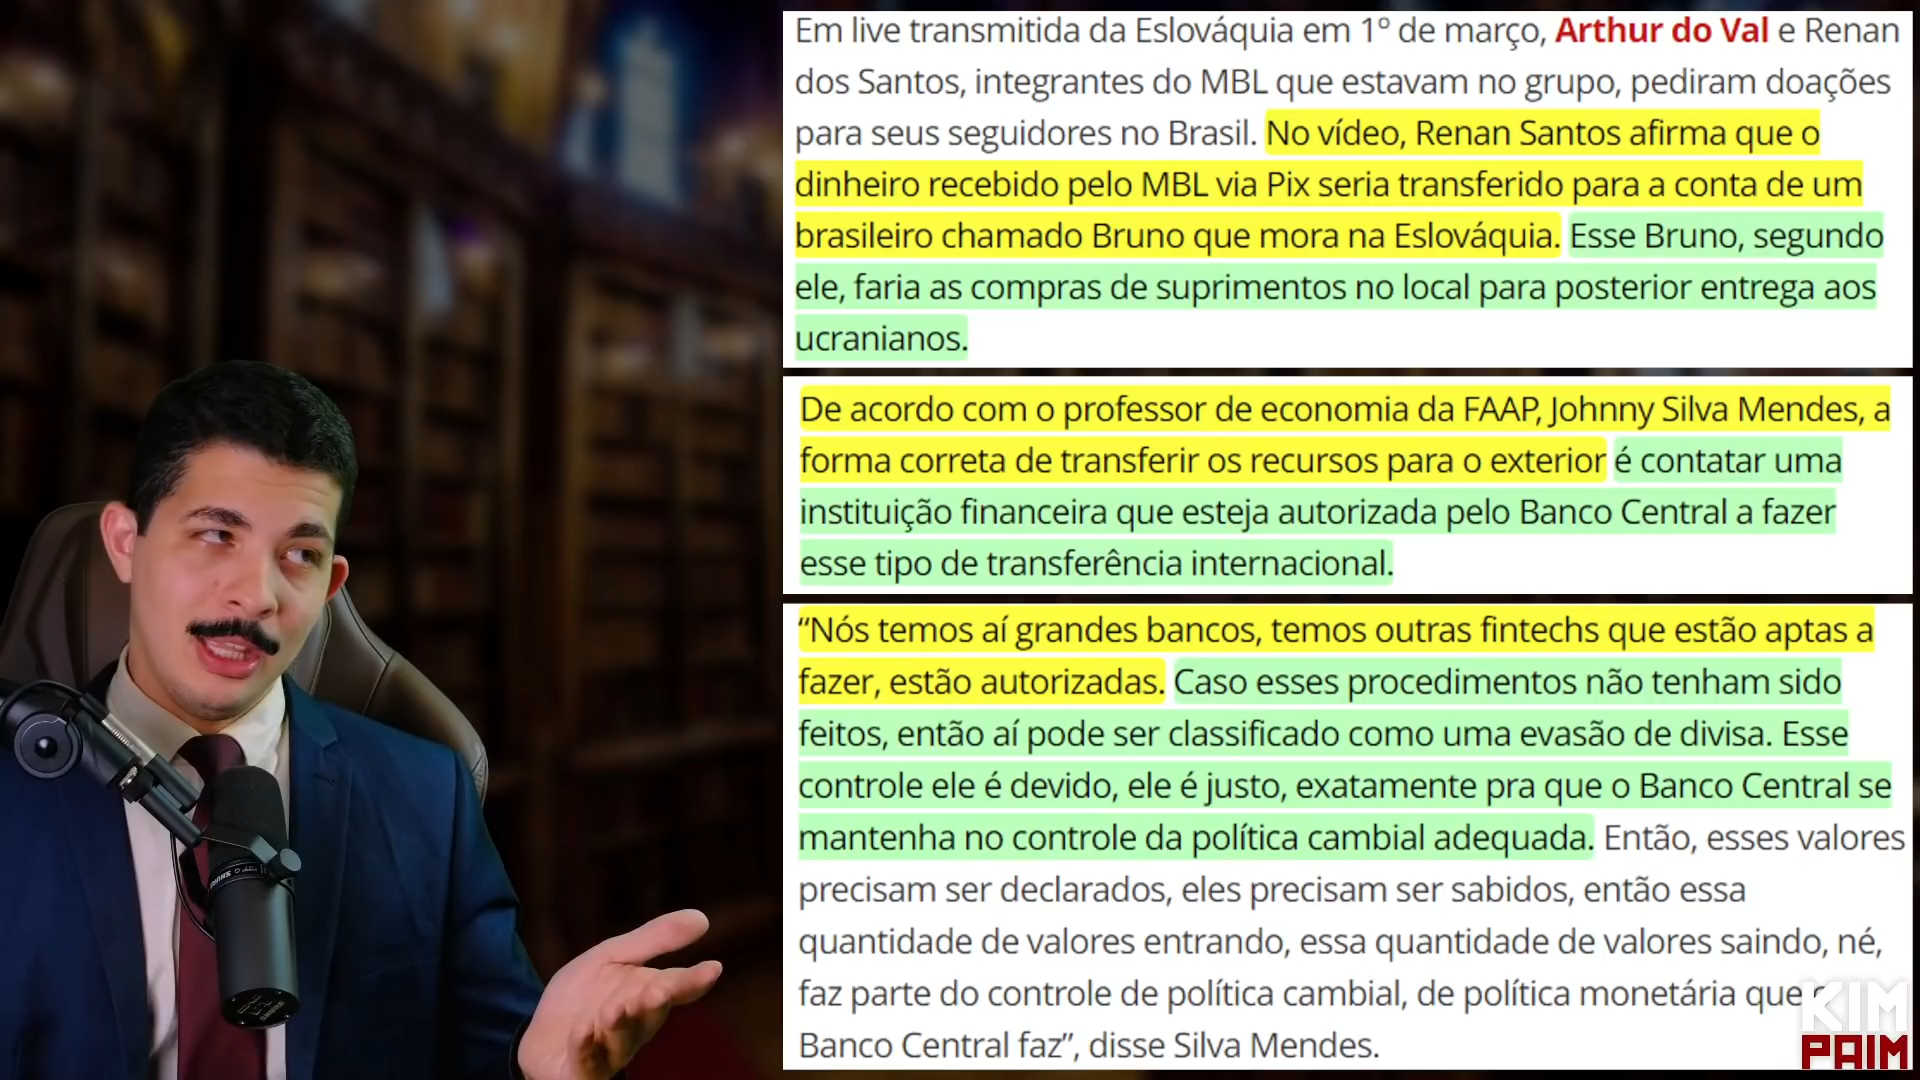 Em live transmitida da Eslováquia em 1º de março, Arthur do Val e Renan
dos Santos, integrantes do MBL que estavam no grupo, pediram doações
para seus seguidores no Brasil. No vídeo, Renan Santos afirma que o
dinheiro recebido pelo MBL via Pix seria transferido para a conta de um
brasileiro chamado Bruno que mora na Eslováquia. Esse Bruno, segundo
ele, faria as compras de suprimentos no local para posterior entrega aos
ucranianos.
De acordo com o professor de economia da FAAP, Johnny Silva Mendes, a
forma correta de transferir os recursos para o exterior é contatar uma
instituição financeira que esteja autorizada pelo Banco Central a fazer
esse tipo de transferência internacional.
“Nós temos aí grandes bancos, temos outras fintechs que estão aptas a
fazer, estão autorizadas. Caso esses procedimentos não tenham sido
feitos, então aí pode ser classificado como uma evasão de divisa. Esse
controle ele é devido, ele é justo, exatamente pra que o Banco Central se
mantenha no controle da política cambial adequada. Então, esses valores
precisam ser declarados, eles precisam ser sabidos, então essa
quantidade de valores entrando, essa quantidade de valores saindo, né,
faz parte do controle de política cambial, de política monetária que
Banco Central faz”, disse Silva Mendes.
KIM
PAIM
SHURE